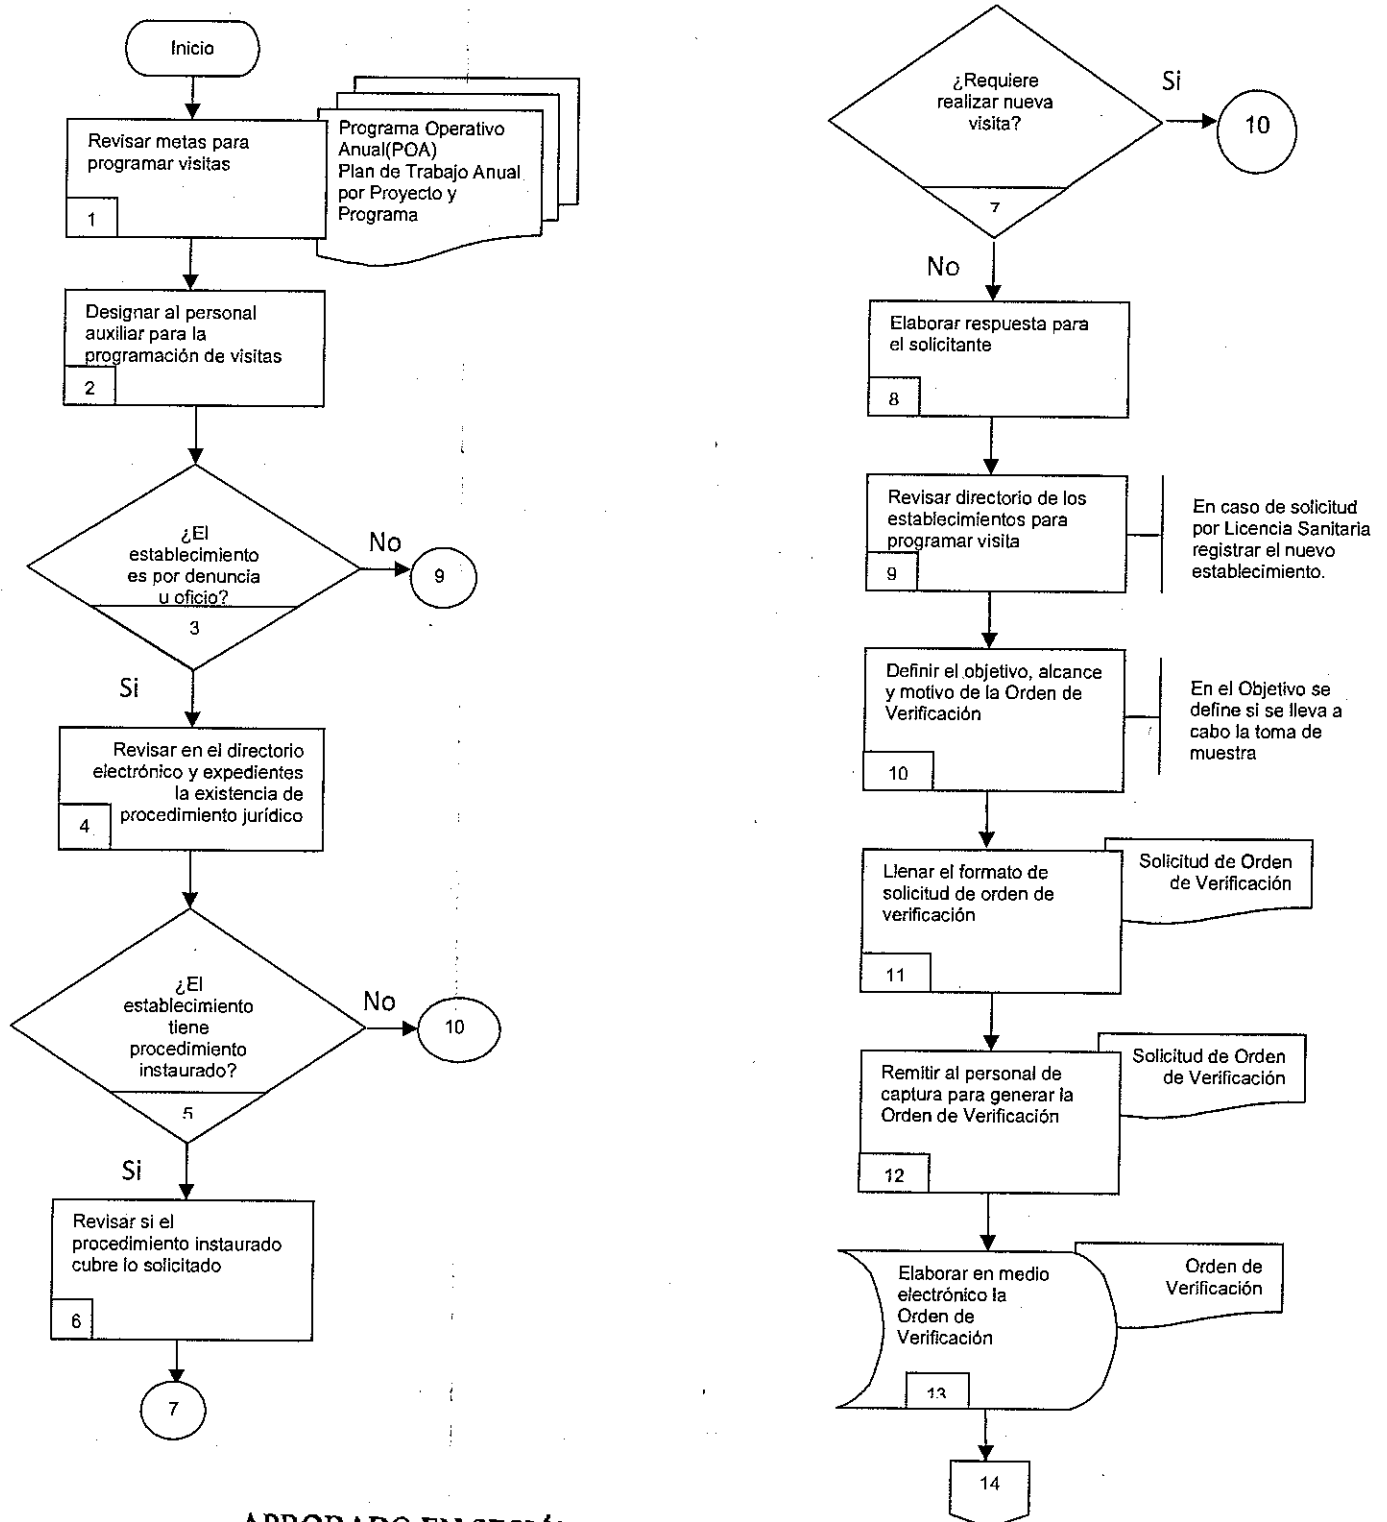 Inicio
Revisar metas para
programar visitas
1
Programa Operativo
Anual(POA)
Plan de Trabajo Anual
por Proyecto y
Programa
Designar al personal
auxiliar para la
programación de visitas
2
¿El
establecimiento
es por denuncia
u oficio?
3
No
9
Si
Revisar en el directorio
electrónico y expedientes
la existencia de
procedimiento jurídico
4
¿El
establecimiento
tiene
procedimiento
instaurado?
5
No
10
Si
Revisar si el
procedimiento instaurado
cubre lo solicitado
6
7
¿Requiere
realizar nueva
visita?
7
Si
10
No
Elaborar respuesta para
el solicitante
8
Revisar directorio de los
establecimientos para
programar visita
9
En caso de solicitud
por Licencia Sanitaria
registrar el nuevo
establecimiento.
Definir el objetivo, alcance
y motivo de la Orden de
Verificación
10
En el Objetivo se
define si se lleva a
cabo la toma de
muestra
Llenar el formato de
solicitud de orden de
verificación
11
Solicitud de Orden
de Verificación
Remitir al personal de
captura para generar la
Orden de Verificación
12
Solicitud de Orden
de Verificación
Elaborar en medio
electrónico la
Orden de
Verificación
13
Orden de
Verificación
14
APROBADO EN